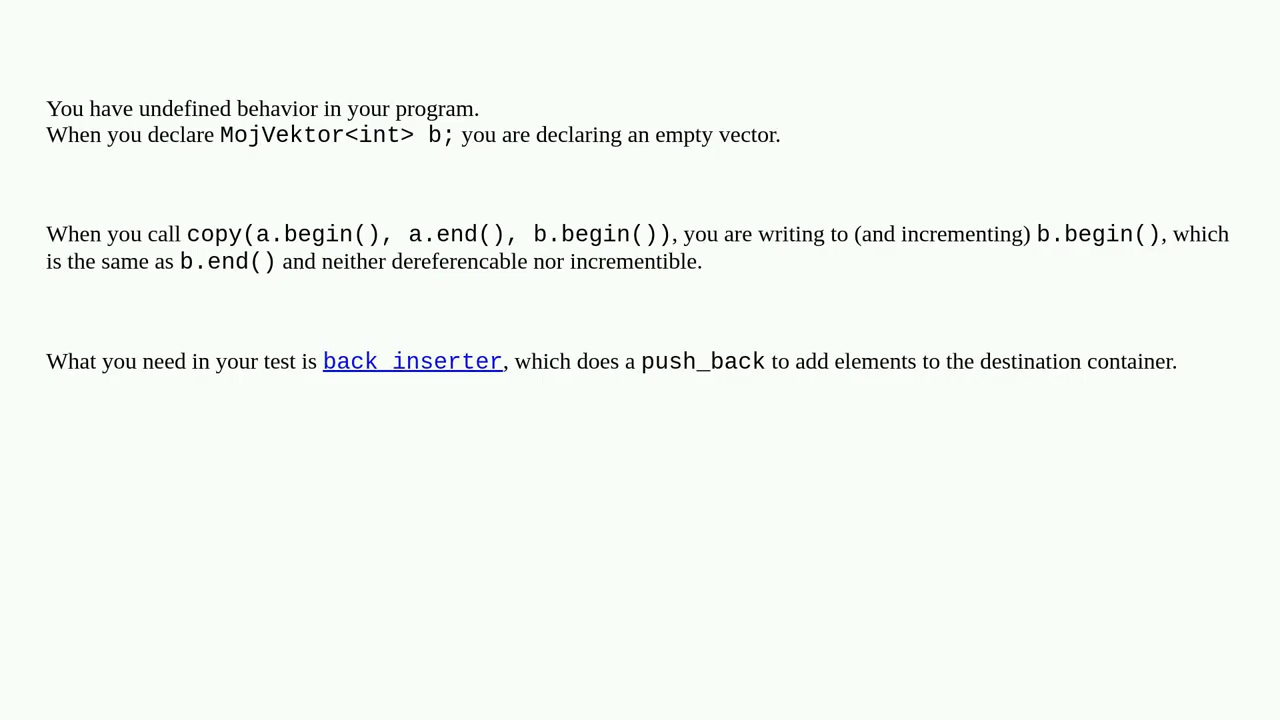 You have undefined behavior in your program.
When you declare MojVektor<int> b; you are declaring an empty vector.
When you call copy(a.begin(), a.end(), b.begin()), you are writing to (and incrementing) b.begin(), which
is the same as b.end() and neither dereferencable nor incrementible.
What you need in your test is back_inserter, which does a push_back to add elements to the destination container.